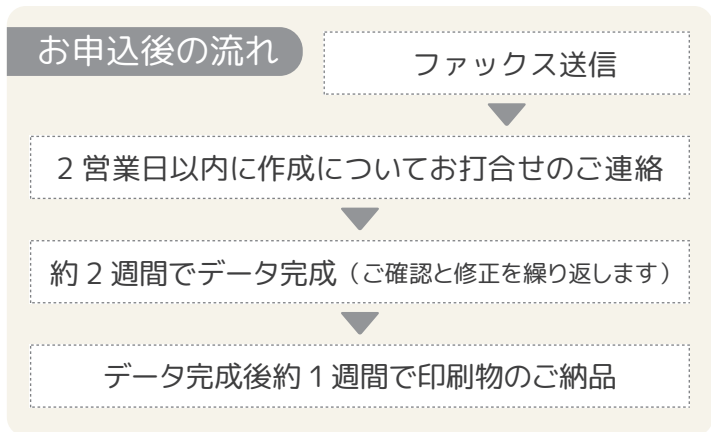 お申込後の流れ
ファックス送信
2営業日以内に作成についてお打合せのご連絡
約2週間でデータ完成（ご確認と修正を繰り返します）
データ完成後約1週間で印刷物のご納品